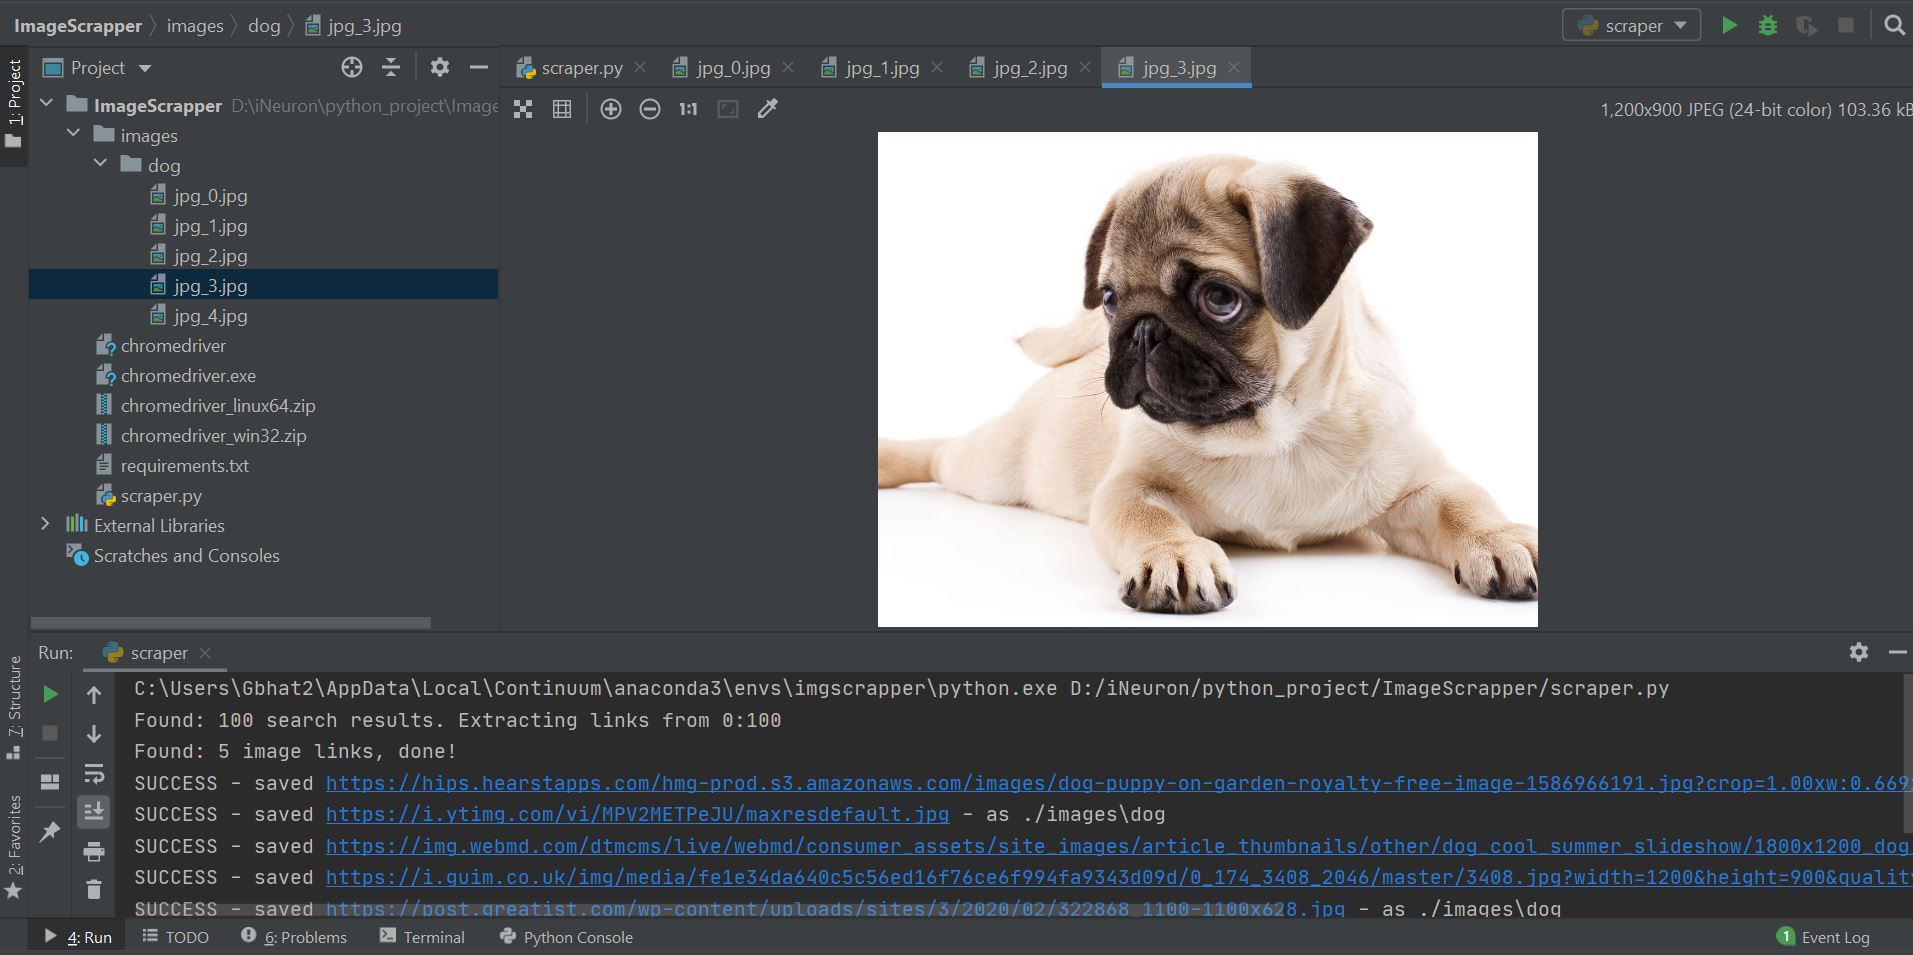 ImageScrapper images dog jpg_3.jpg scraper
1: Project
Project
scraper.py jpg_0.jpg jpg_1.jpg jpg_2.jpg jpg_3.jpg
1:1
1,200x900 JPEG (24-bit color) 103.36 kB
ImageScrapper D:\iNeuron\python_project\Image
images
dog
jpg_0.jpg
jpg_1.jpg
jpg_2.jpg
jpg_3.jpg
jpg_4.jpg
chromedriver
chromedriver.exe
chromedriver_linux64.zip
chromedriver_win32.zip
requirements.txt
scraper.py
External Libraries
Scratches and Consoles
7: Structure
2: Favorites
Run: scraper
C:\Users\Gbhat2\AppData\Local\Continuum\anaconda3\envs\imgscrapper\python.exe D:/iNeuron/python_project/ImageScrapper/scraper.py
Found: 100 search results. Extracting links from 0:100
Found: 5 image links, done!
SUCCESS - saved https://hips.hearstapps.com/hmg-prod.s3.amazonaws.com/images/dog-puppy-on-garden-royalty-free-image-1586966191.jpg?crop=1.00xw:0.669x
SUCCESS - saved https://i.ytimg.com/vi/MPV2METPeJU/maxresdefault.jpg - as ./images\dog
SUCCESS - saved https://img.webmd.com/dtmcms/live/webmd/consumer_assets/site_images/article_thumbnails/other/dog_cool_summer_slideshow/1800x1200_dog
SUCCESS - saved https://i.guim.co.uk/img/media/fe1e34da640c5c56ed16f76ce6f994fa9343d09d/0_174_3408_2046/master/3408.jpg?width=1200&height=900&quality
SUCCESS - saved https://post.greatist.com/wp-content/uploads/sites/3/2020/02/322868_1100-1100x628.jpg - as ./images\dog
4: Run TODO 6: Problems Terminal Python Console 1 Event Log